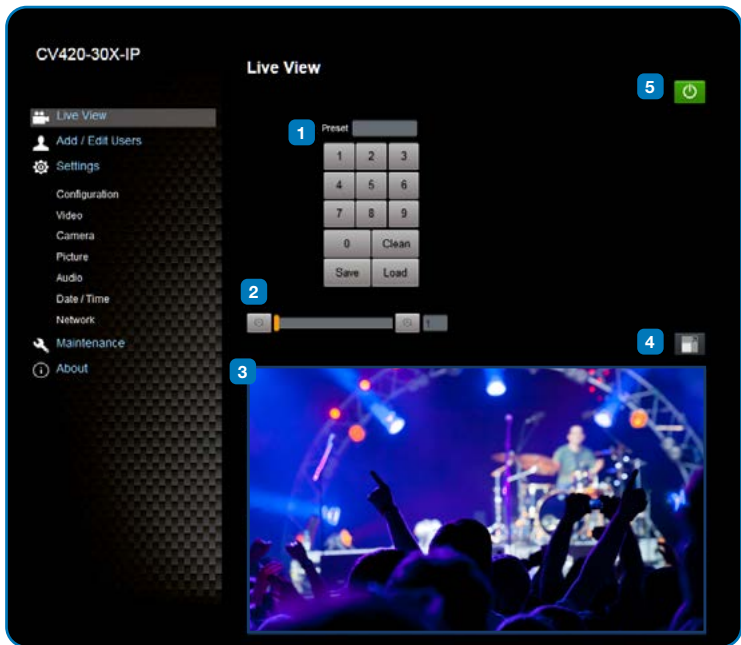 CV420-30X-IP
Live View
Add / Edit Users
Settings
Configuration
Video
Camera
Picture
Audio
Date / Time
Network
Maintenance
About
Live View
5
1
Preset
1 2 3
4 5 6
7 8 9
0 Clean
Save Load
2
1
4
3